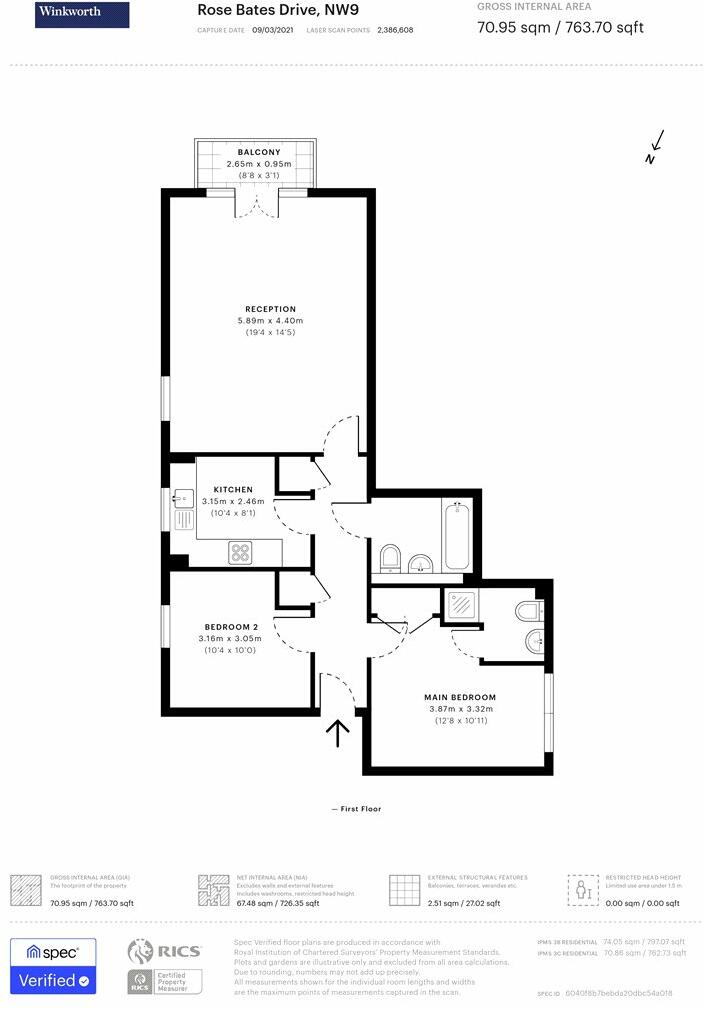 Winkworth
Rose Bates Drive, NW9
CAPTURE DATE 09/03/2021 LASER SCAN POINTS 2,386,608
GROSS INTERNAL AREA
70.95 sqm / 763.70 sqft
N
BALCONY
2.65m x 0.95m
(8'8 x 3'1)
RECEPTION
5.89m x 4.40m
(19'4 x 14'5)
KITCHEN
3.15m x 2.46m
(10'4 x 8'1)
BEDROOM 2
3.16m x 3.05m
(10'4 x 10'0)
MAIN BEDROOM
3.87m x 3.32m
(12'8 x 10'11)
— First Floor
GROSS INTERNAL AREA (GIA)
The footprint of the property
70.95 sqm / 763.70 sqft
NET INTERNAL AREA (NIA)
Excludes walls and external features
Includes washrooms, restricted head height
67.48 sqm / 726.35 sqft
EXTERNAL STRUCTURAL FEATURES
Balconies, terraces, verandas etc.
2.51 sqm / 27.02 sqft
RESTRICTED HEAD HEIGHT
Limited use area under 1.5 m
0.00 sqm / 0.00 sqft
spec
Verified
RICS
RICS
Certified
Property
Measurer
Spec Verified floor plans are produced in accordance with
Royal Institution of Chartered Surveyors' Property Measurement Standards.
Plots and gardens are illustrative only and excluded from all area calculations.
Due to rounding, numbers may not add up precisely.
All measurements shown for the individual room lengths and widths
are the maximum points of measurements captured in the scan.
IPMS 3B RESIDENTIAL 74.05 sqm / 797.07 sqft
IPMS 3C RESIDENTIAL 70.86 sqm / 762.73 sqft
SPEC ID 6040f8b7bebda20dbc54a0f8